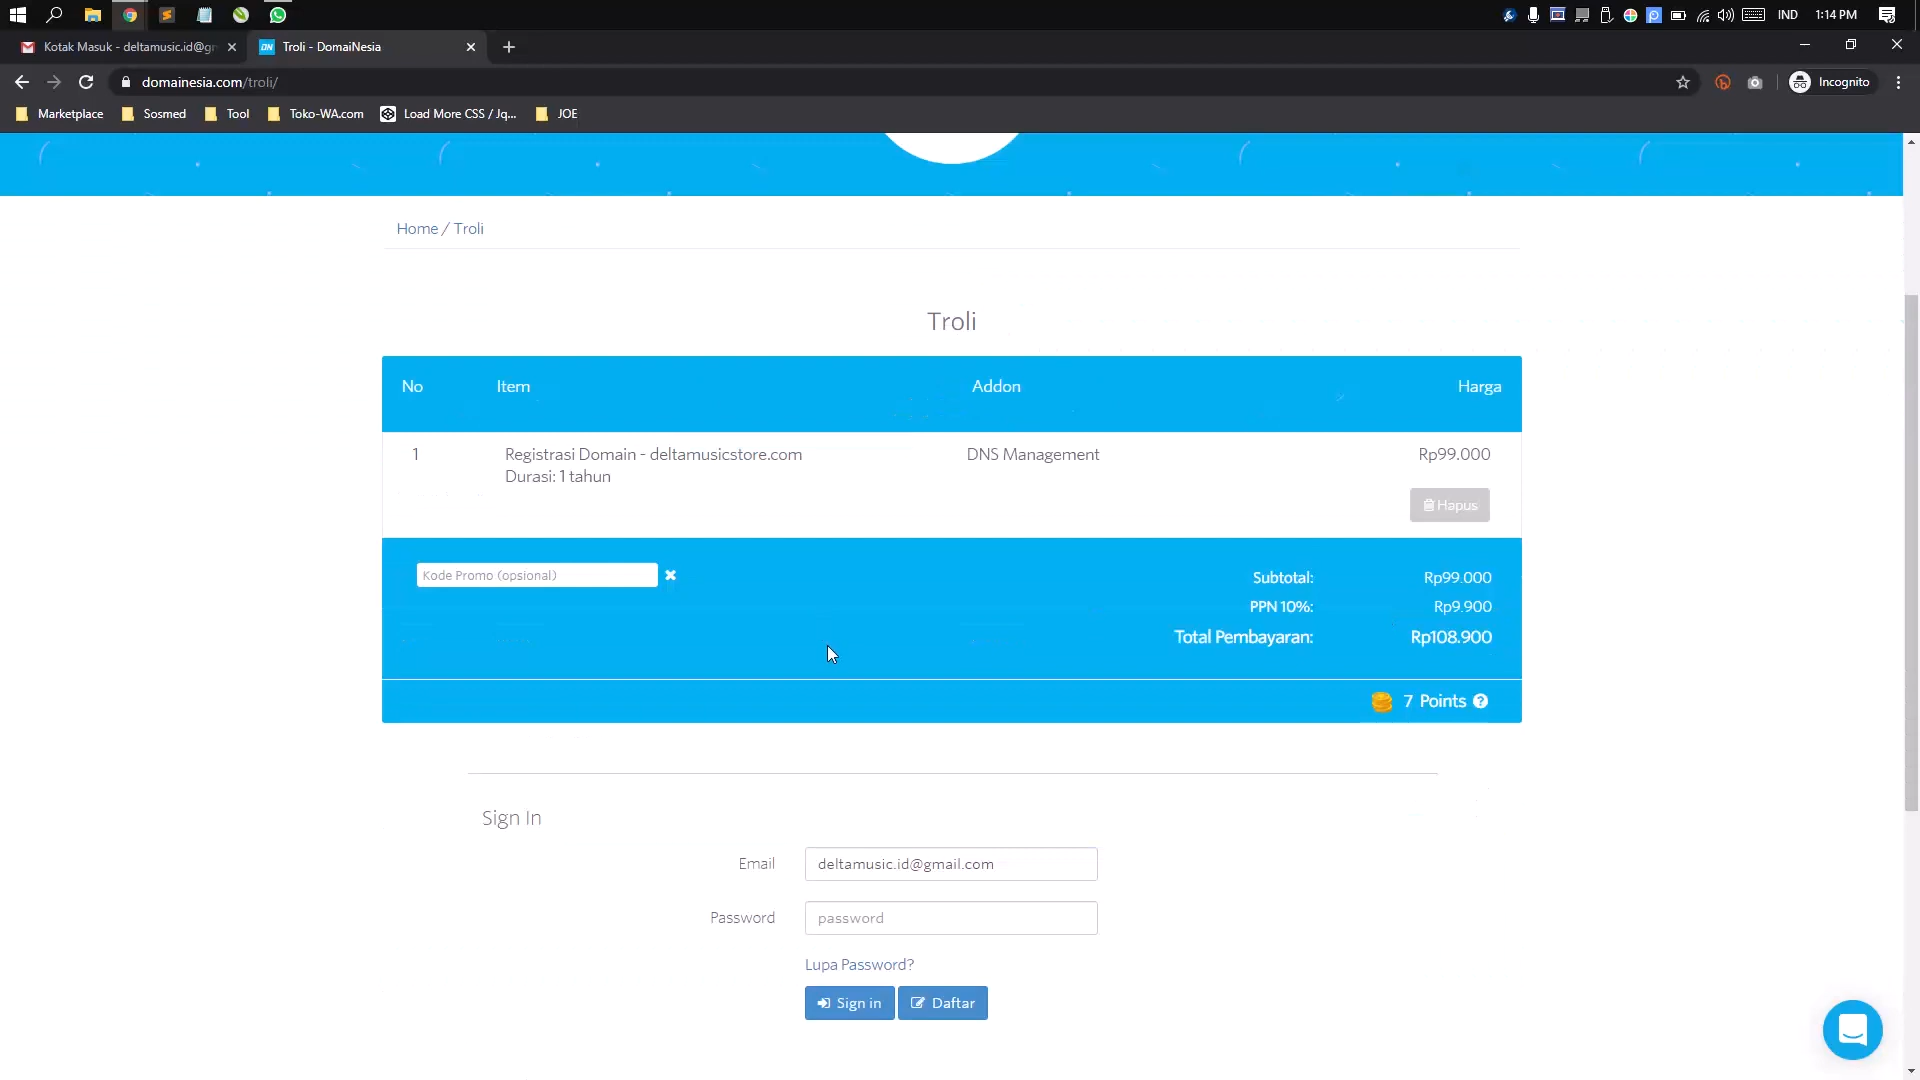 IND 1:14 PM
Kotak Masuk - deltamusic.id@gm
DN Troli - DomaiNesia
domainesia.com/troli/
Incognito
Marketplace Sosmed Tool Toko-WA.com Load More CSS / Jq... JOE
Home / Troli
Troli
No Item Addon Harga
1 Registrasi Domain - deltamusicstore.com DNS Management Rp99.000
Durasi: 1 tahun
Hapus
Kode Promo (opsional)
Subtotal: Rp99.000
PPN 10%: Rp9.900
Total Pembayaran: Rp108.900
7 Points
Sign In
Email deltamusic.id@gmail.com
Password password
Lupa Password?
Sign in Daftar